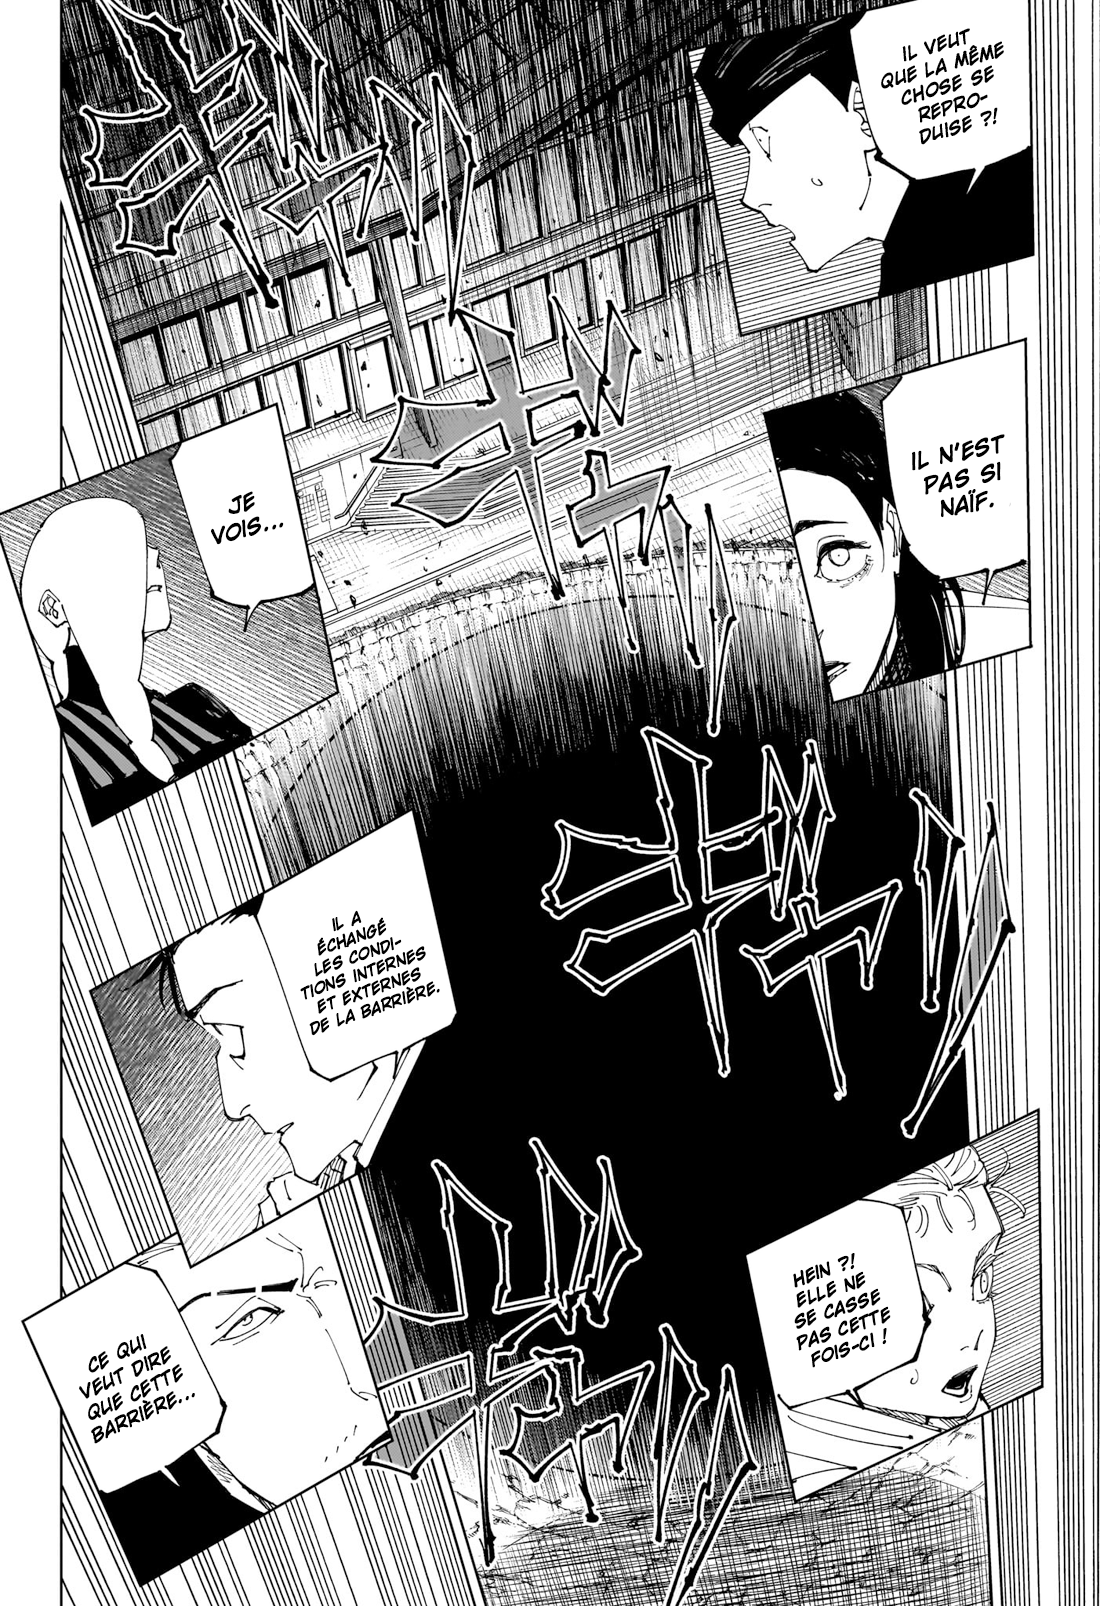 IL VEUT
QUE LA MÊME
CHOSE SE
REPRO-
DUISE ?!
IL N'EST
PAS SI
NAÏF.
JE
VOIS...
IL A
ÉCHANGÉ
LES CONDI-
TIONS INTERNES
ET EXTERNES
DE LA BARRIÈRE.
HEIN ?!
ELLE NE
SE CASSE
PAS CETTE
FOIS-CI !
CE QUI
VEUT DIRE
QUE CETTE
BARRIÈRE...